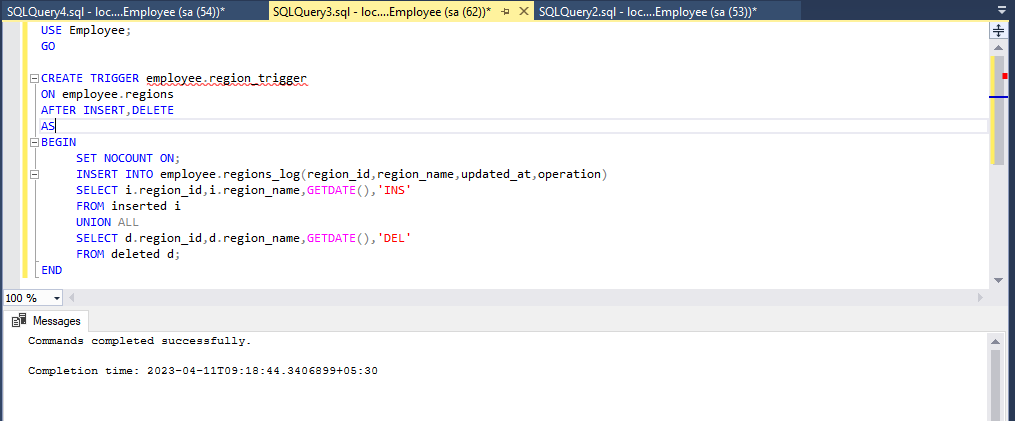 SQLQuery4.sql - loc....Employee (sa (54))*
SQLQuery3.sql - loc....Employee (sa (62))*
SQLQuery2.sql - loc....Employee (sa (53))*
USE Employee;
GO
CREATE TRIGGER employee.region_trigger
ON employee.regions
AFTER INSERT,DELETE
AS
BEGIN
SET NOCOUNT ON;
INSERT INTO employee.regions_log(region_id,region_name,updated_at,operation)
SELECT i.region_id,i.region_name,GETDATE(),'INS'
FROM inserted i
UNION ALL
SELECT d.region_id,d.region_name,GETDATE(),'DEL'
FROM deleted d;
END
100 %
Messages
Commands completed successfully.
Completion time: 2023-04-11T09:18:44.3406899+05:30